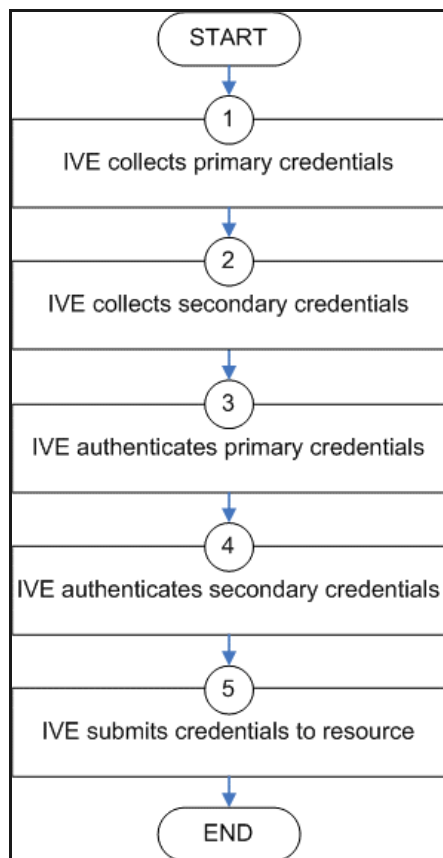 START
1
IVE collects primary credentials
2
IVE collects secondary credentials
3
IVE authenticates primary credentials
4
IVE authenticates secondary credentials
5
IVE submits credentials to resource
END